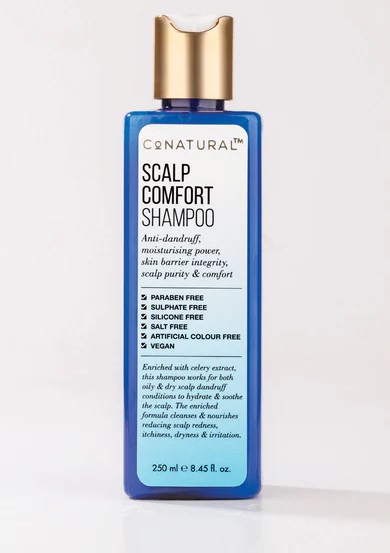 CoNATURAL™
SCALP
COMFORT
SHAMPOO
Anti-dandruff,
moisturising power,
skin barrier integrity,
scalp purity & comfort
PARABEN FREE
SULPHATE FREE
SILICONE FREE
SALT FREE
ARTIFICIAL COLOUR FREE
VEGAN
Enriched with celery extract,
this shampoo works for both
oily & dry scalp dandruff
conditions to hydrate & soothe
the scalp. The enriched
formula cleanses & nourishes
reducing scalp redness,
itchiness, dryness & irritation.
250 ml ℮ 8.45 fl. oz.